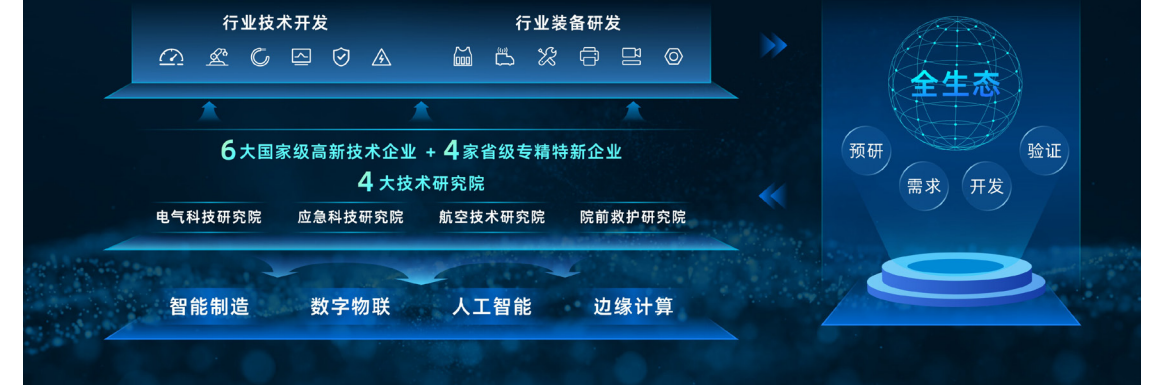 行业技术开发
行业装备研发
6大国家级高新技术企业 + 4家省级专精特新企业
4大技术研究院
电气科技研究院
应急科技研究院
航空技术研究院
院前救护研究院
智能制造
数字物联
人工智能
边缘计算
全生态
预研
需求
开发
验证